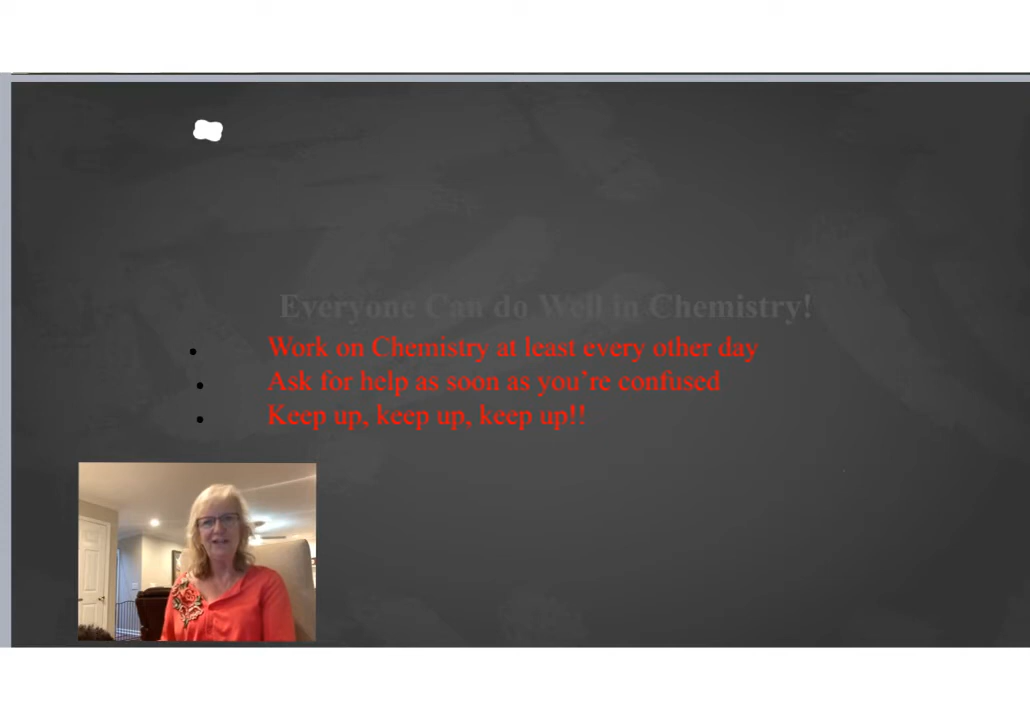 Everyone Can do Well in Chemistry!
• Work on Chemistry at least every other day
• Ask for help as soon as you’re confused
• Keep up, keep up, keep up!!